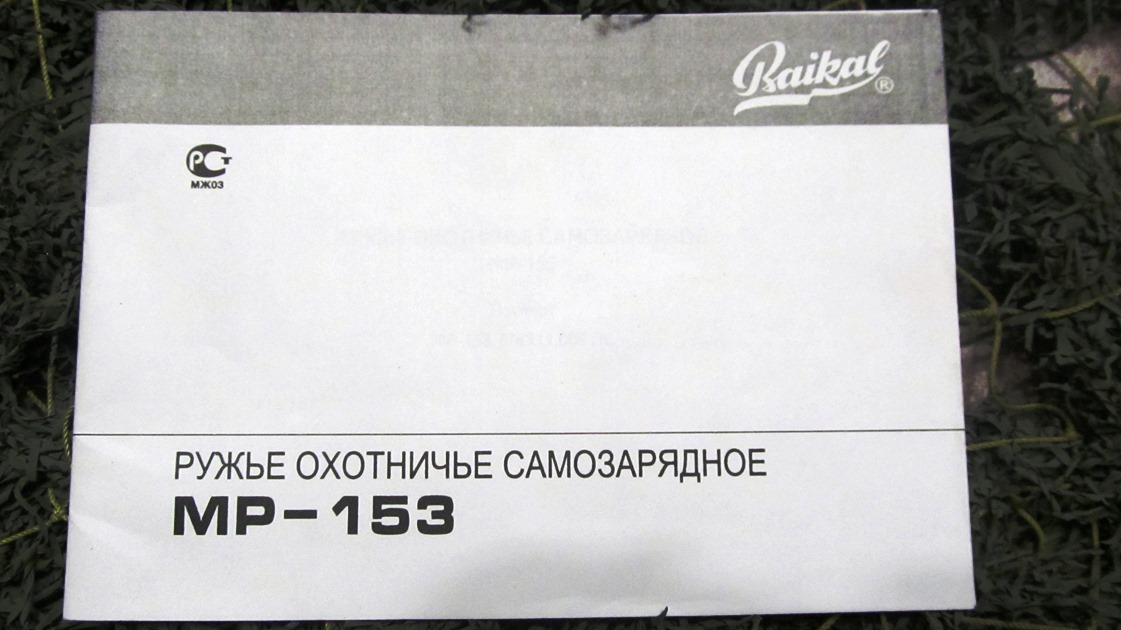 Baikal ®
РСТ
МЖ03
РУЖЬЕ ОХОТНИЧЬЕ САМОЗАРЯДНОЕ
МР-153